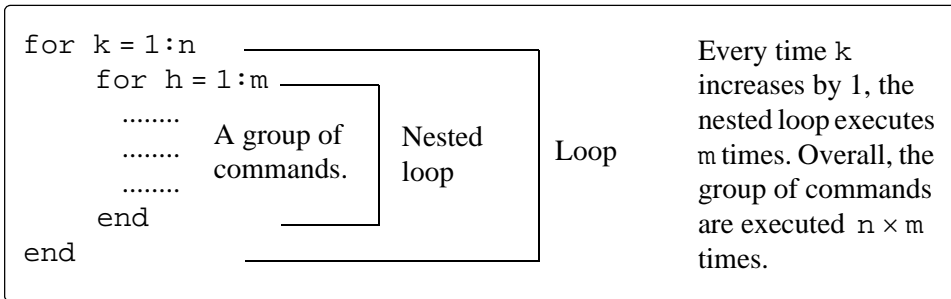 for k = 1:n
for h = 1:m
........
........
........
A group of
commands.
end
end
Nested
loop
Loop
Every time k
increases by 1, the
nested loop executes
m times. Overall, the
group of commands
are executed n × m
times.